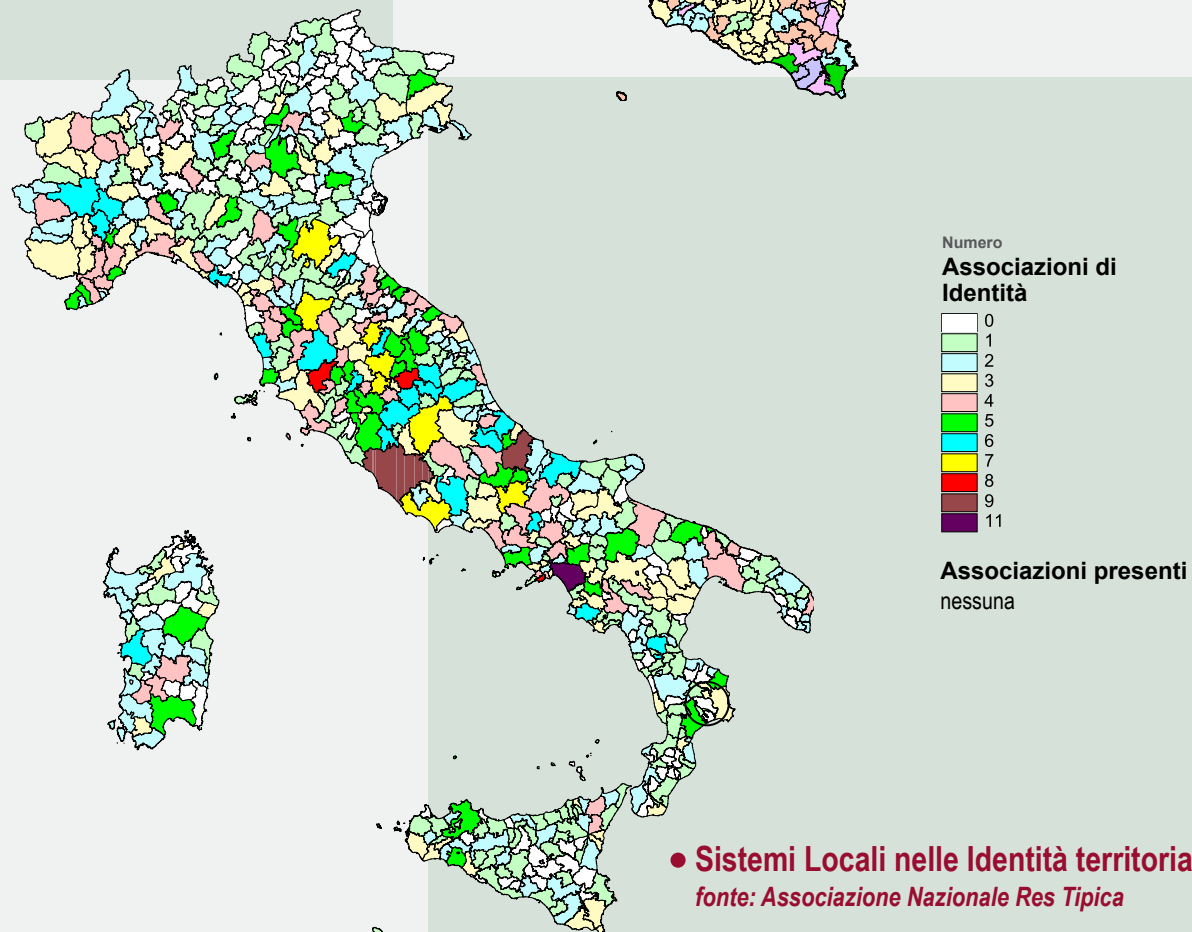 Numero
Associazioni di
Identità
0
1
2
3
4
5
6
7
8
9
11
Associazioni presenti
nessuna
• Sistemi Locali nelle Identità territoria
fonte: Associazione Nazionale Res Tipica